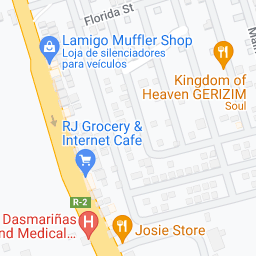 Florida St
Lamigo Muffler Shop
Loja de silenciadores
para veículos
Kingdom of
Heaven GERIZIM
Soul
RJ Grocery &
Internet Cafe
R-2
Dasmariñas
nd Medical...
Josie Store